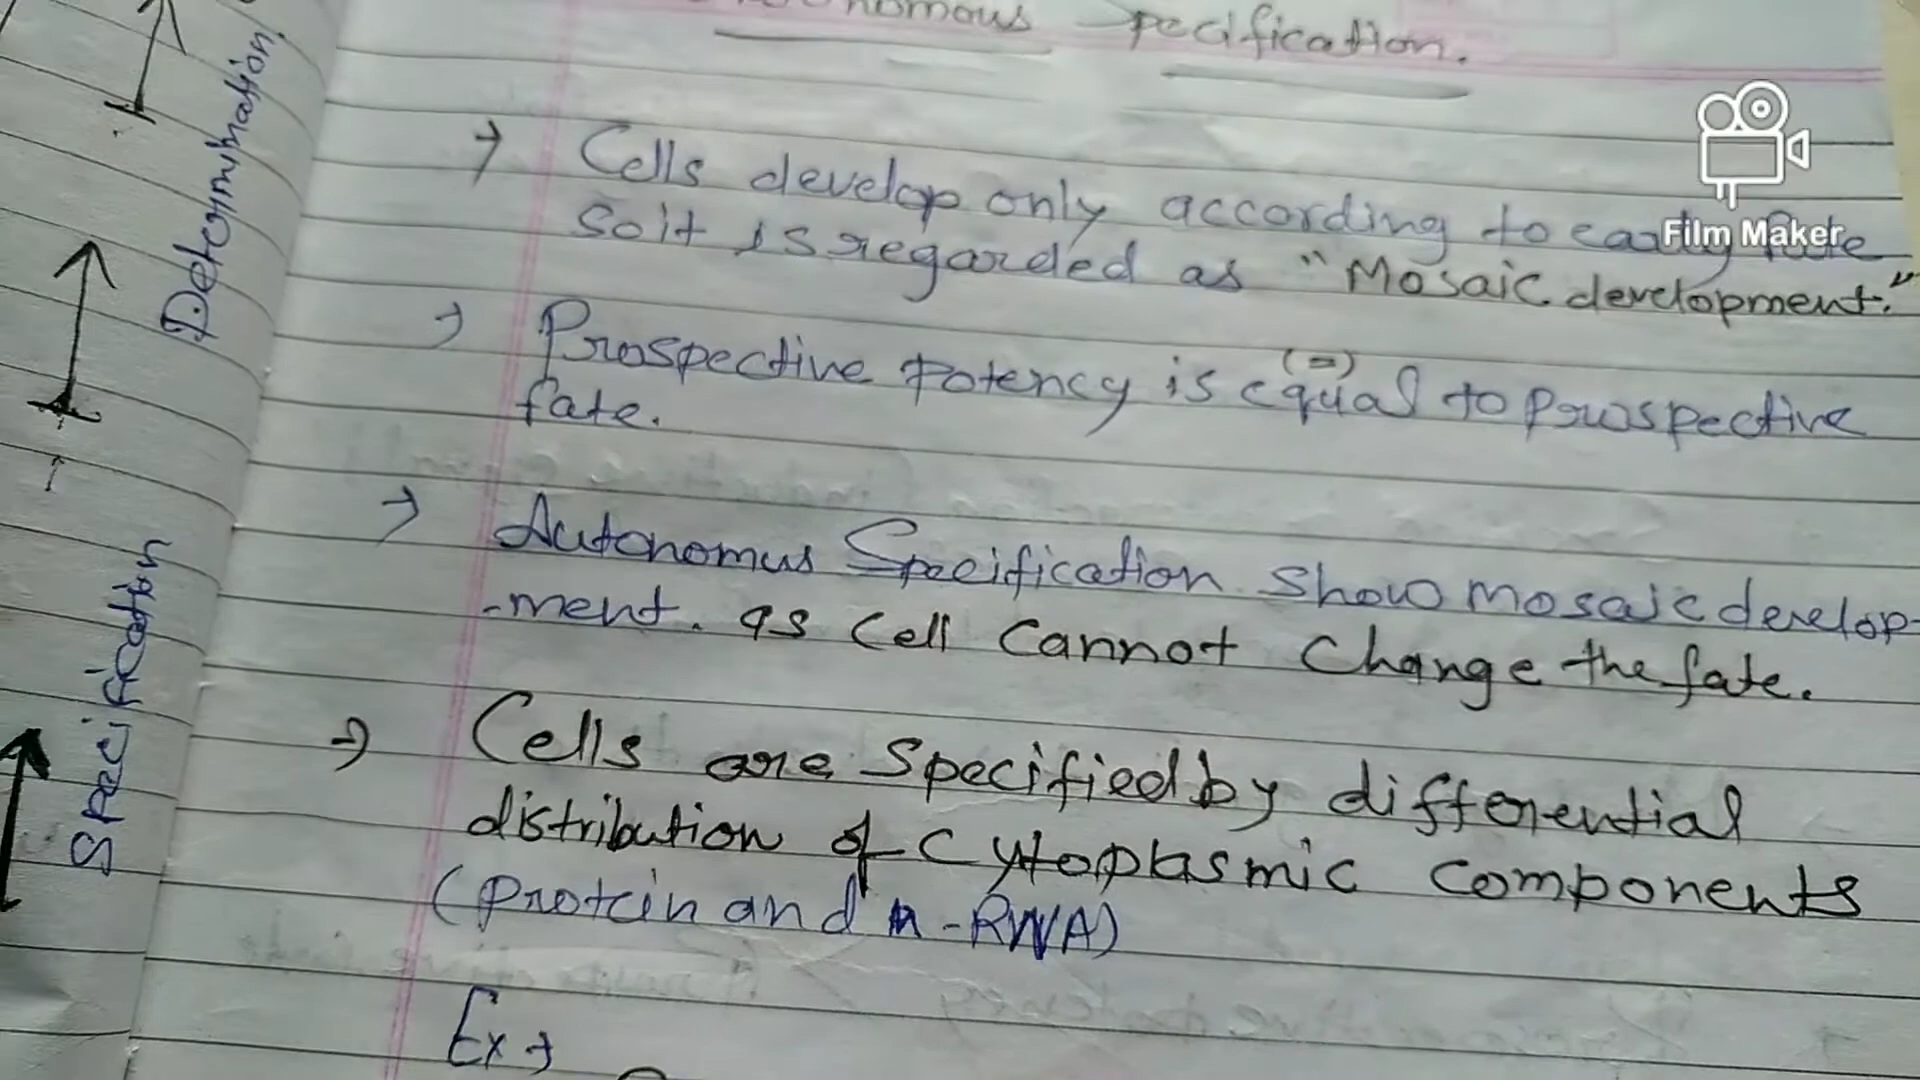 Specification.
→ Cells develop only according to early fate
So it is regarded as "Mosaic development."
→ Prospective Potency is equal to Prospective
(=)
fate.
→ Autonomus Specification show mosaic develop-
-ment. as cell cannot change the fate.
→ Cells are specified by differential
distribution of cytoplasmic components
(Protein and m-RNA)
Ex →
Determination
Specification
Film Maker